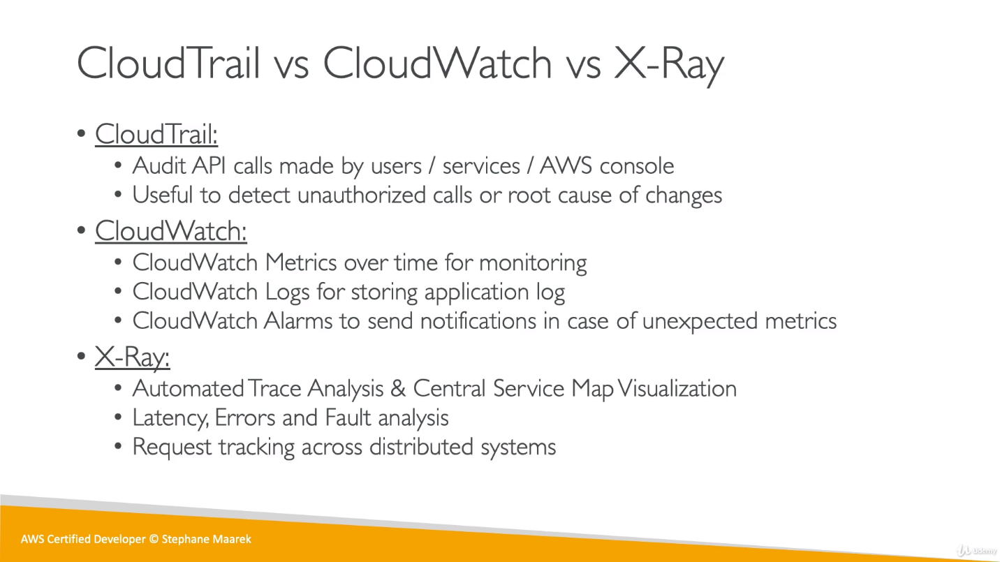 CloudTrail vs CloudWatch vs X-Ray
• CloudTrail:
• Audit API calls made by users / services / AWS console
• Useful to detect unauthorized calls or root cause of changes
• CloudWatch:
• CloudWatch Metrics over time for monitoring
• CloudWatch Logs for storing application log
• CloudWatch Alarms to send notifications in case of unexpected metrics
• X-Ray:
• Automated Trace Analysis & Central Service Map Visualization
• Latency, Errors and Fault analysis
• Request tracking across distributed systems
AWS Certified Developer © Stephane Maarek
Udemy